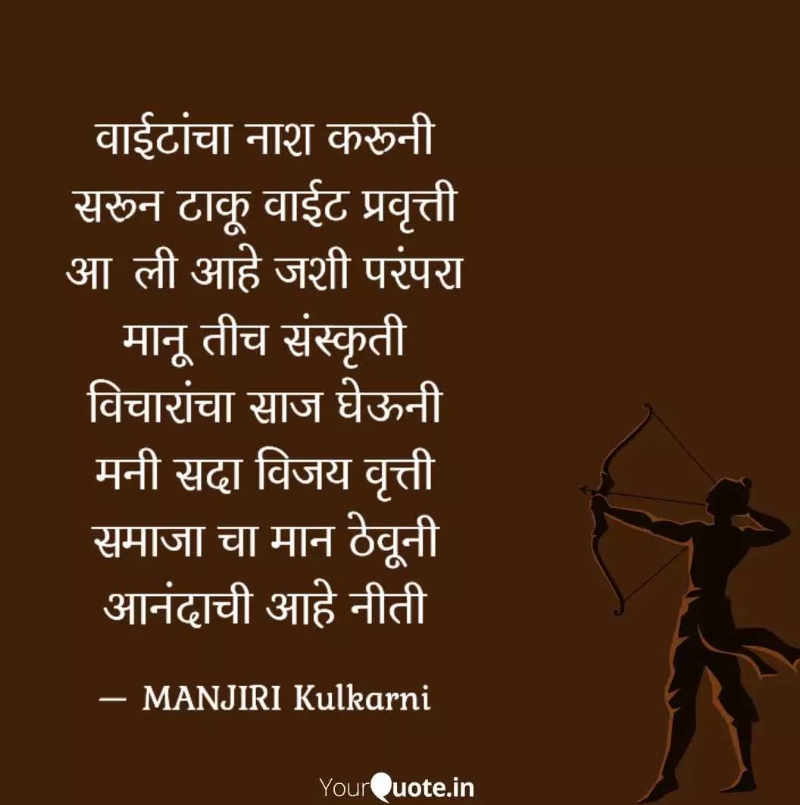 वाईटांचा नाश करूनी
सरून टाकू वाईट प्रवृत्ती
आ ली आहे जशी परंपरा
मानू तीच संस्कृती
विचारांचा साज घेऊनी
मनी सदा विजय वृत्ती
समाजा चा मान ठेवूनी
आनंदाची आहे नीती
— MANJIRI Kulkarni
YourQuote.in